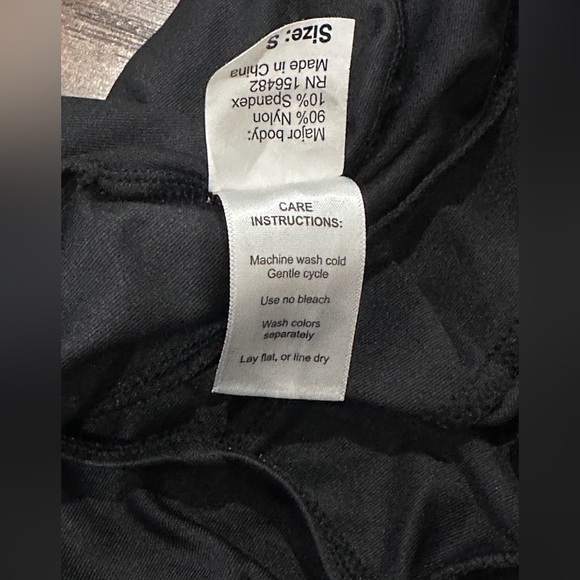 Size: S
Made in China
RN 156482
10% Spandex
90% Nylon
Major body:
CARE
INSTRUCTIONS:
Machine wash cold
Gentle cycle
Use no bleach
Wash colors
separately
Lay flat, or line dry